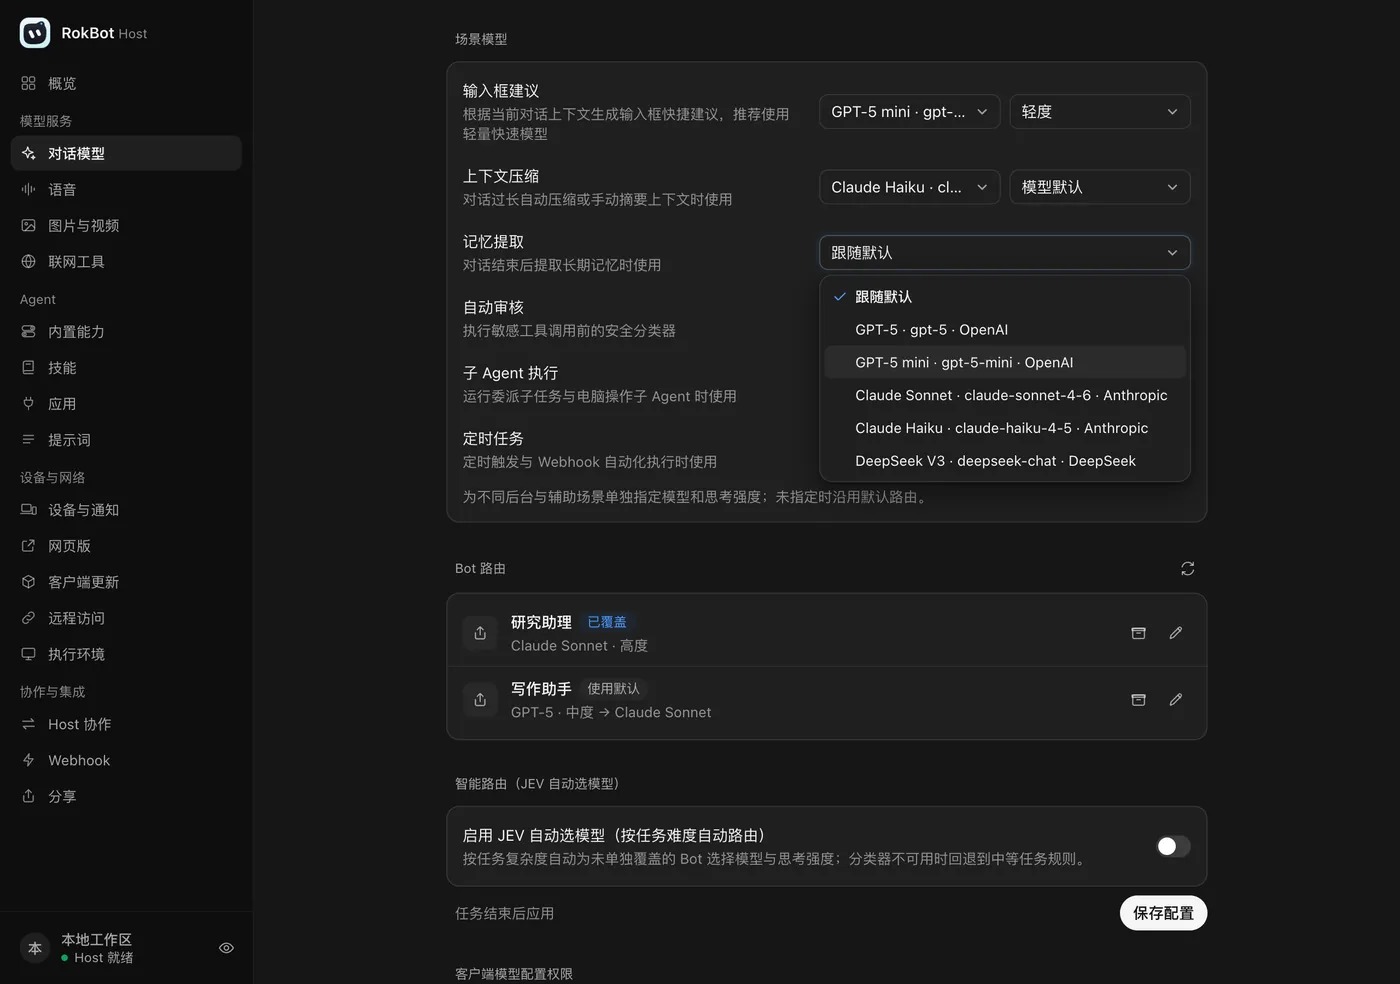 RokBot Host
概览
模型服务
对话模型
语音
图片与视频
联网工具
Agent
内置能力
技能
应用
提示词
设备与网络
设备与通知
网页版
客户端更新
远程访问
执行环境
协作与集成
Host 协作
Webhook
分享
本
本地工作区
Host 就绪
场景模型
输入框建议
根据当前对话上下文生成输入框快捷建议，推荐使用
轻量快速模型
GPT-5 mini · gpt-...
轻度
上下文压缩
对话过长自动压缩或手动摘要上下文时使用
Claude Haiku · cl...
模型默认
记忆提取
对话结束后提取长期记忆时使用
跟随默认
跟随默认
GPT-5 · gpt-5 · OpenAI
GPT-5 mini · gpt-5-mini · OpenAI
Claude Sonnet · claude-sonnet-4-6 · Anthropic
Claude Haiku · claude-haiku-4-5 · Anthropic
DeepSeek V3 · deepseek-chat · DeepSeek
自动审核
执行敏感工具调用前的安全分类器
子 Agent 执行
运行委派子任务与电脑操作子 Agent 时使用
定时任务
定时触发与 Webhook 自动化执行时使用
为不同后台与辅助场景单独指定模型和思考强度；未指定时沿用默认路由。
Bot 路由
研究助理 已覆盖
Claude Sonnet · 高度
写作助手 使用默认
GPT-5 · 中度 → Claude Sonnet
智能路由（JEV 自动选模型）
启用 JEV 自动选模型（按任务难度自动路由）
按任务复杂度自动为未单独覆盖的 Bot 选择模型与思考强度；分类器不可用时回退到中等任务规则。
任务结束后应用
保存配置
客户端模型配置权限